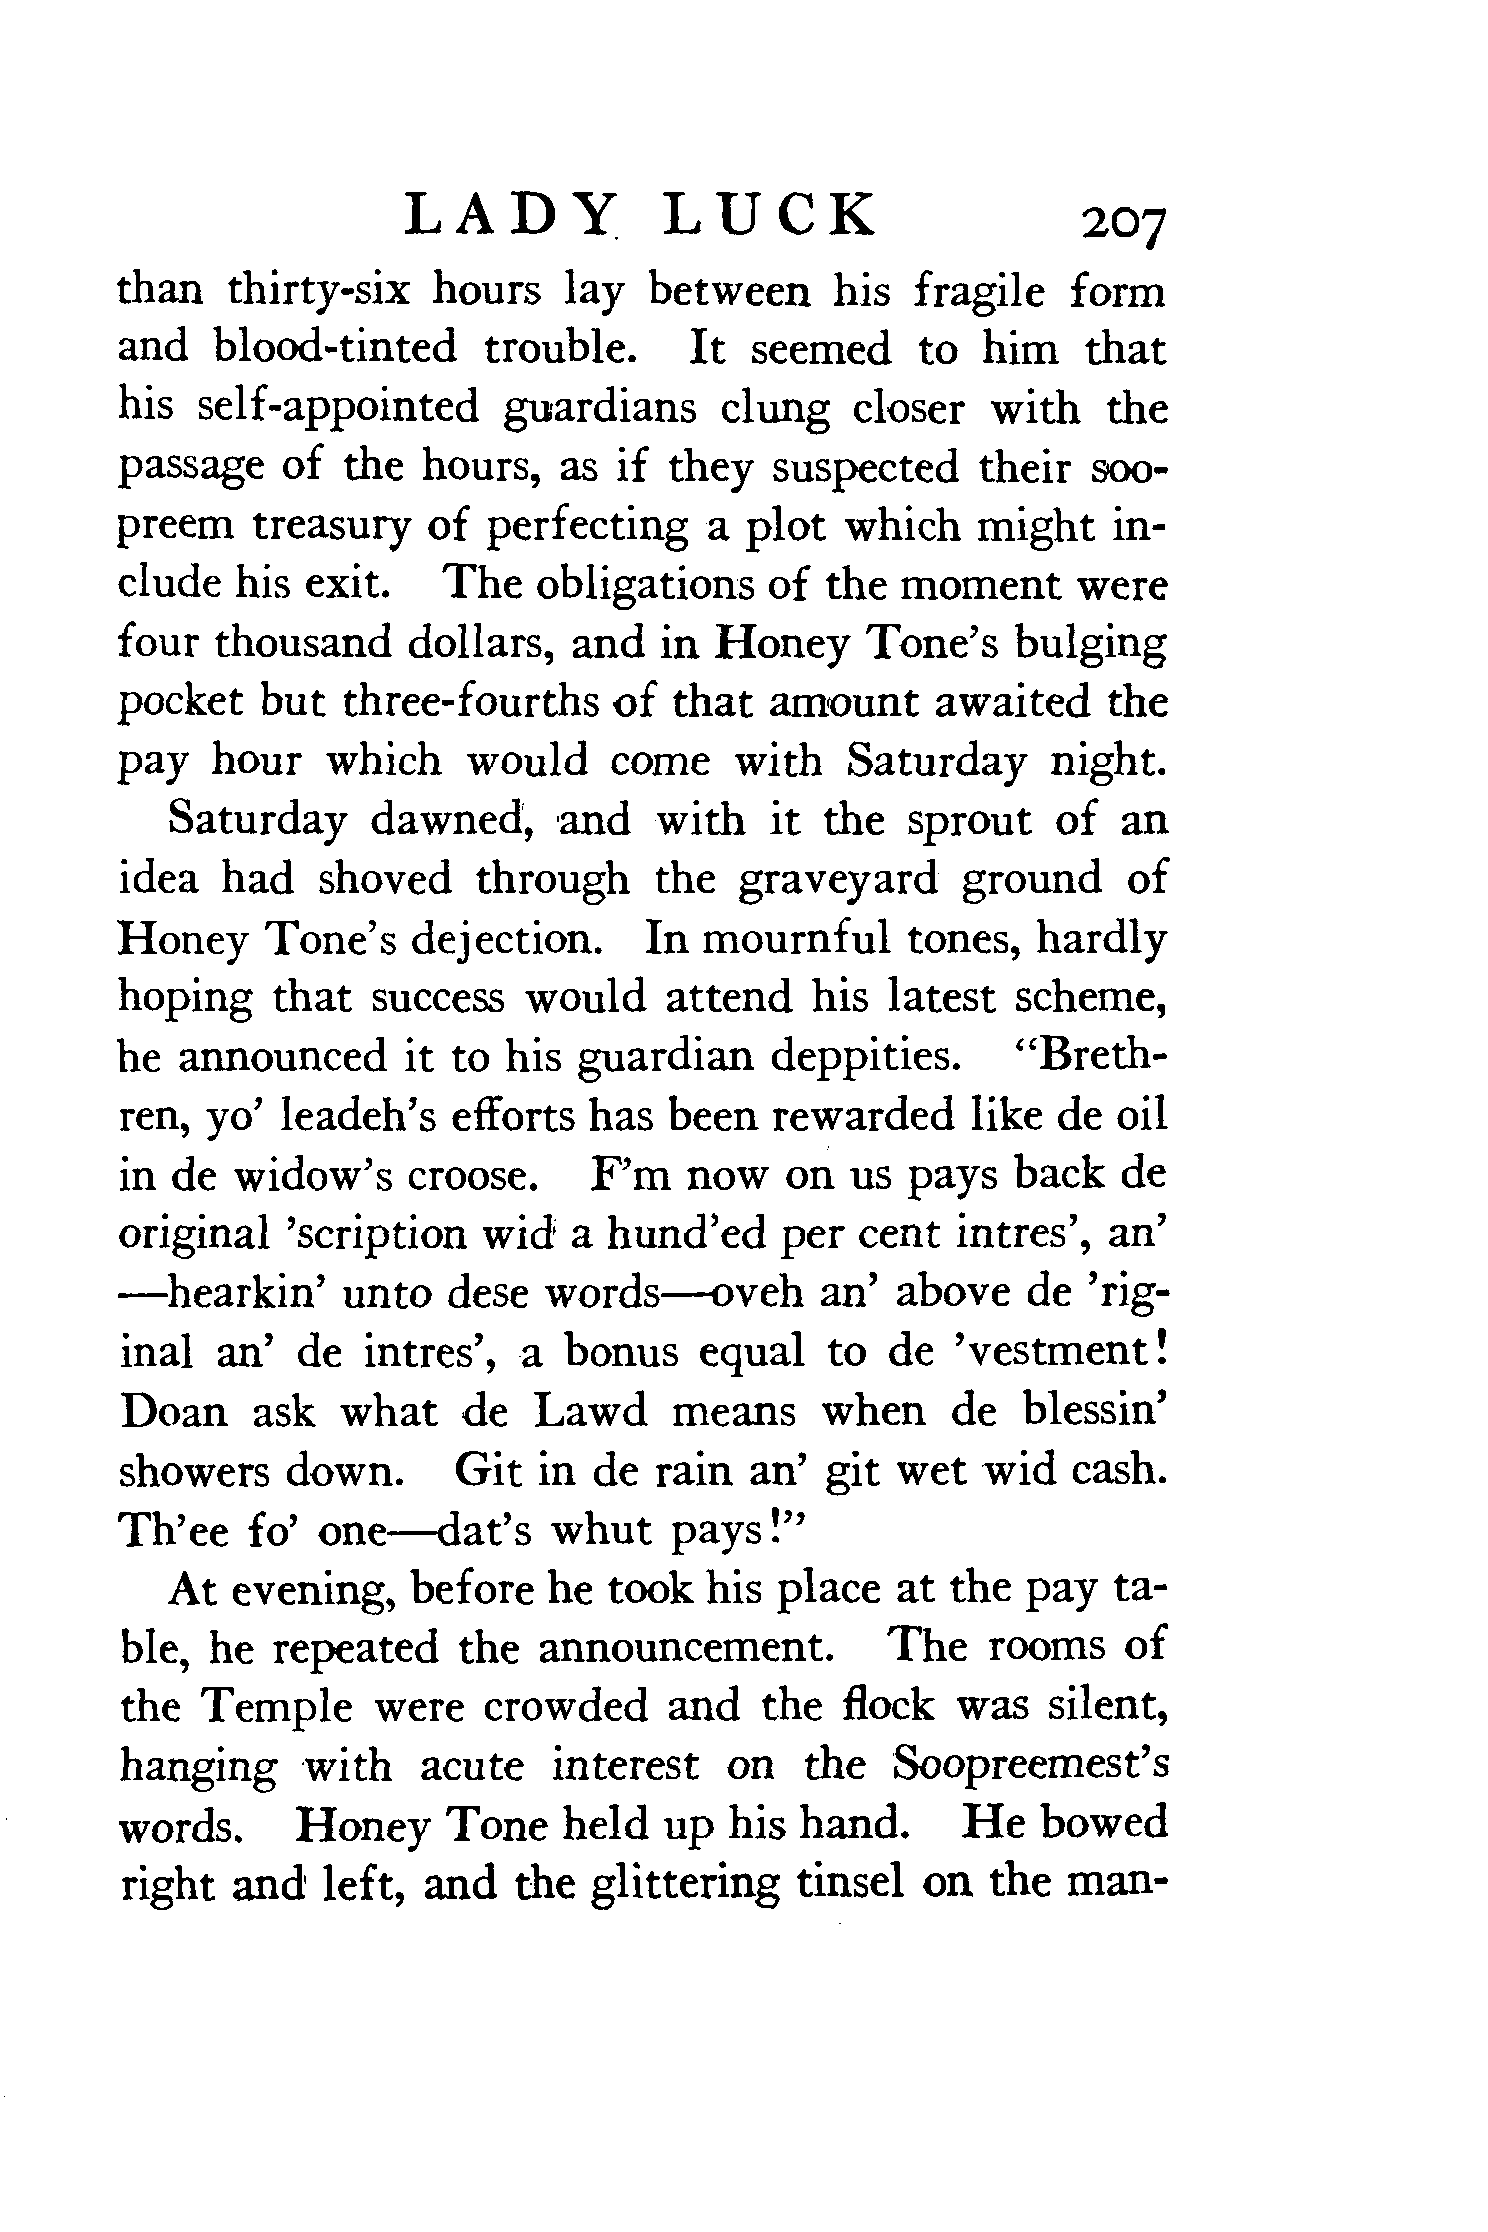 LADY LUCK 207
than thirty-six hours lay between his fragile form
and blood-tinted trouble. It seemed to him that
his self-appointed guardians clung closer with the
passage of the hours, as if they suspected their soo-
preem treasury of perfecting a plot which might in-
clude his exit. The obligations of the moment were
four thousand dollars, and in Honey Tone's bulging
pocket but three-fourths of that amount awaited the
pay hour which would come with Saturday night.
Saturday dawned, and with it the sprout of an
idea had shoved through the graveyard ground of
Honey Tone's dejection. In mournful tones, hardly
hoping that success would attend his latest scheme,
he announced it to his guardian deppities. "Breth-
ren, yo' leadeh's efforts has been rewarded like de oil
in de widow's croose. F'm now on us pays back de
original 'scription wid a hund'ed per cent intres', an'
—hearkin' unto dese words—oveh an' above de 'rig-
inal an' de intres', a bonus equal to de 'vestment!
Doan ask what de Lawd means when de blessin'
showers down. Git in de rain an' git wet wid cash.
Th'ee fo' one—dat's whut pays!"
At evening, before he took his place at the pay ta-
ble, he repeated the announcement. The rooms of
the Temple were crowded and the flock was silent,
hanging with acute interest on the Soopreemest's
words. Honey Tone held up his hand. He bowed
right and left, and the glittering tinsel on the man-